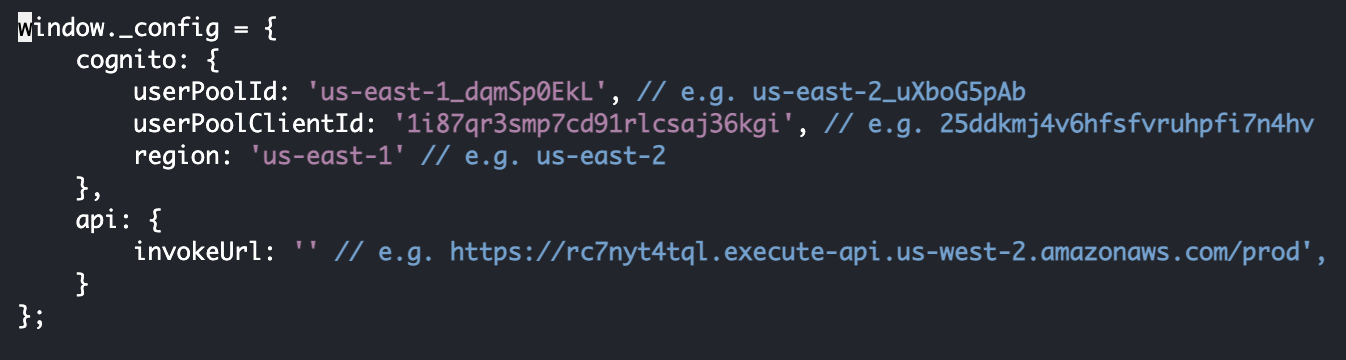 window._config = {
    cognito: {
        userPoolId: 'us-east-1_dqmSp0EkL', // e.g. us-east-2_uXboG5pAb
        userPoolClientId: '1i87qr3smp7cd91rlcsaj36kgi', // e.g. 25ddkmj4v6hfsfvruhpfi7n4hv
        region: 'us-east-1' // e.g. us-east-2
    },
    api: {
        invokeUrl: '' // e.g. https://rc7nyt4tql.execute-api.us-west-2.amazonaws.com/prod',
    }
};